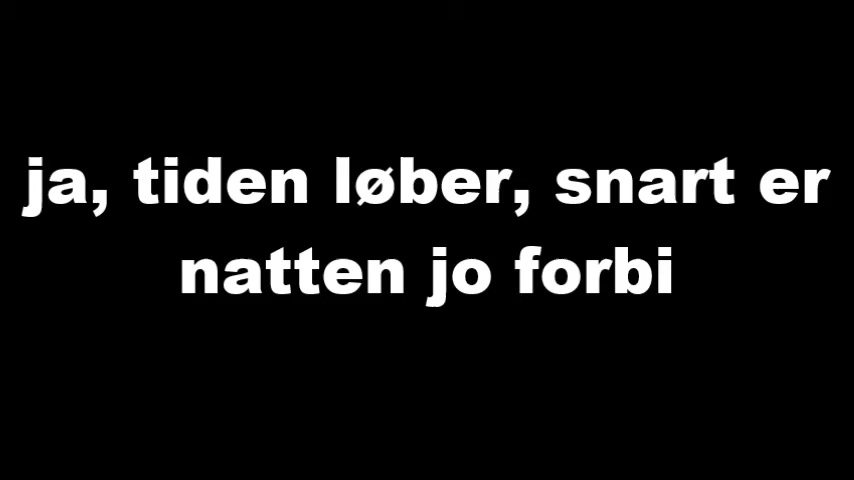 ja, tiden løber, snart er
natten jo forbi